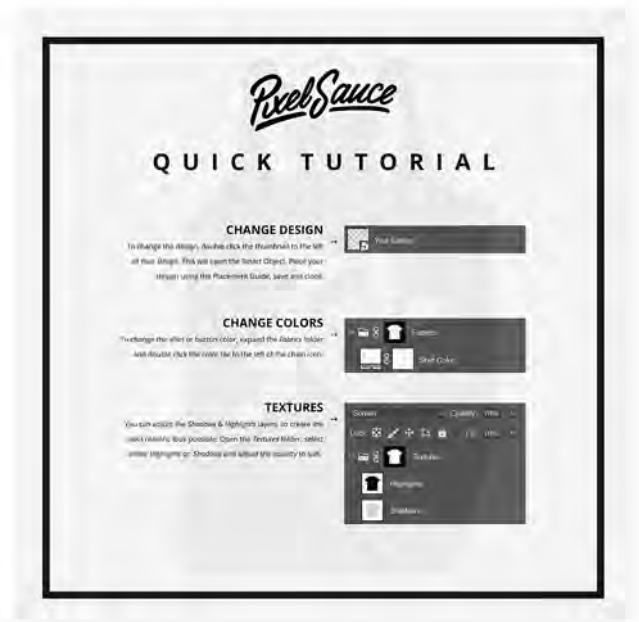 PixelSauce
QUICK TUTORIAL
CHANGE DESIGN
To change the design, double click the thumbnail to the left
of Your Design. This will open the Smart Object. Place your
design using the Placement Guide, save and close.
Your Design
CHANGE COLORS
To change the shirt or button color, expand the Fabrics folder
and double click the color tile to the left of the chain icon.
Fabrics
Shirt Color
TEXTURES
You can adjust the Shadows & Highlights layers, to create the
most realistic look possible. Open the Textures folder, select
either Highlights or Shadows and adjust the opacity to suit.
Screen
Opacity:
Lock:
Fill:
Textures
Highlights
Shadows